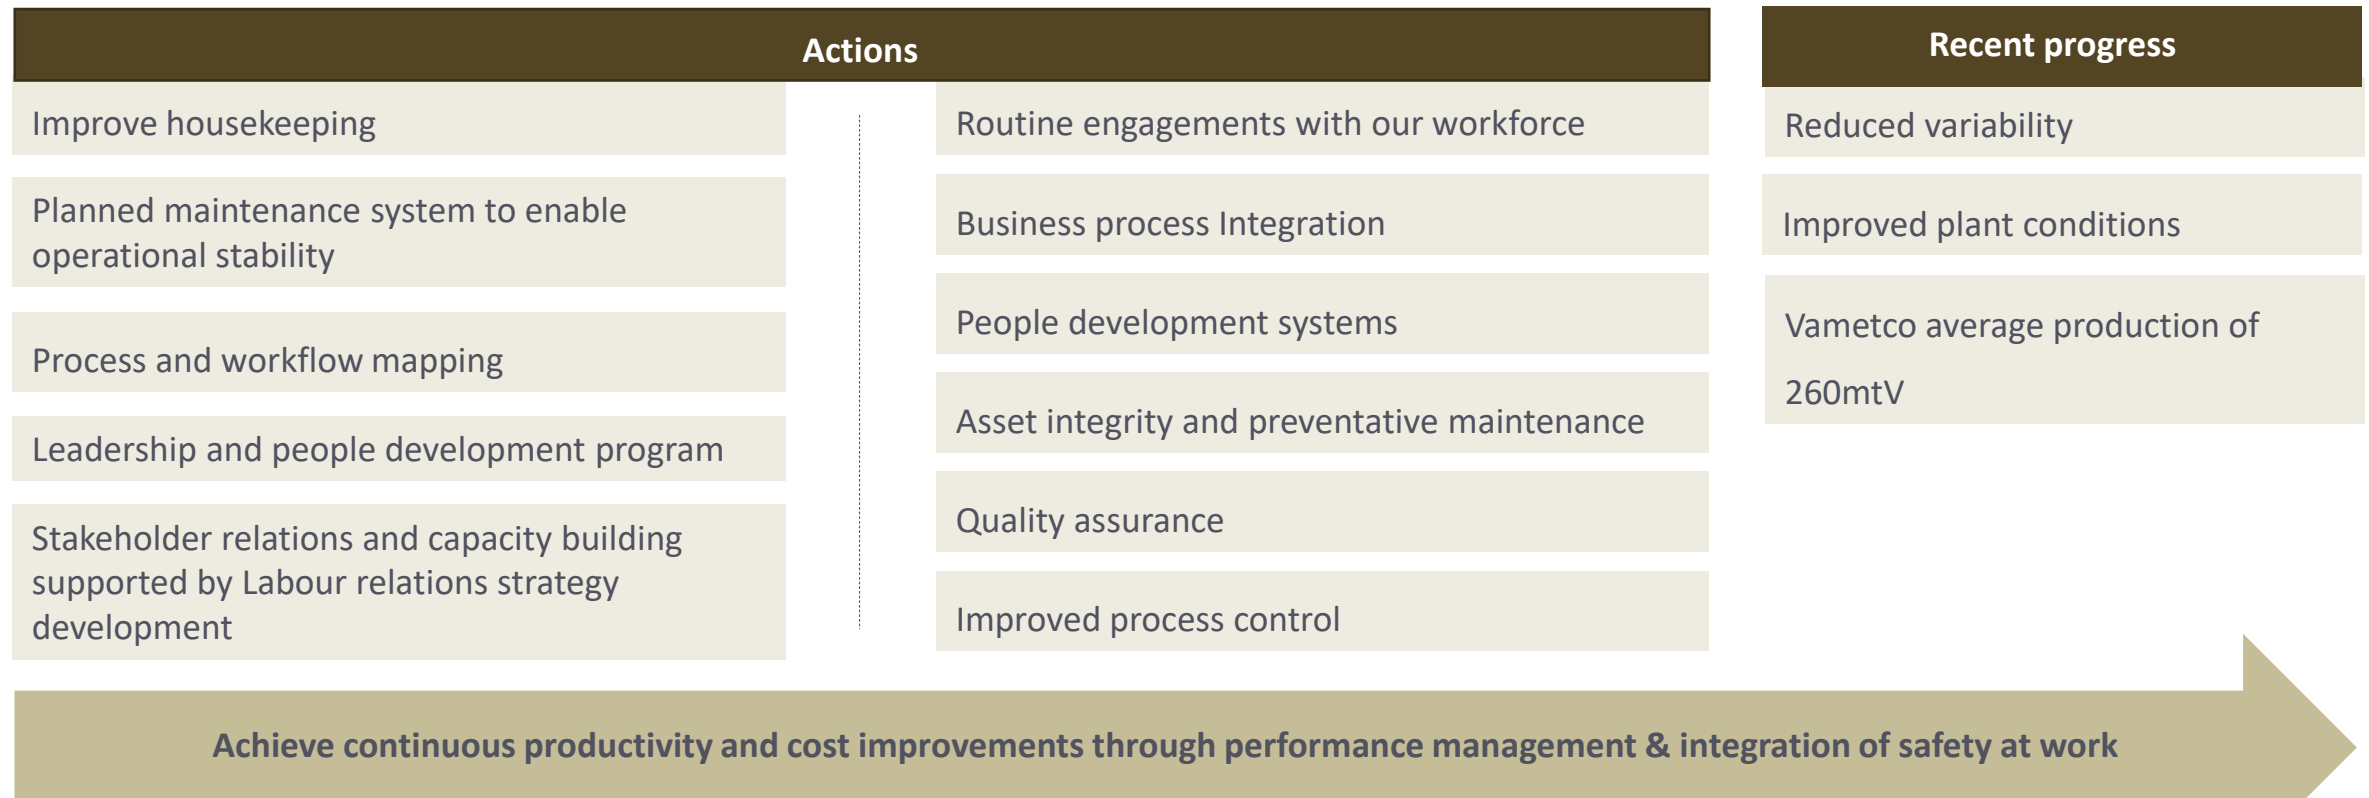 Actions
Improve housekeeping
Planned maintenance system to enable
operational stability
Process and workflow mapping
Leadership and people development program
Stakeholder relations and capacity building
supported by Labour relations strategy
development
Routine engagements with our workforce
Business process Integration
People development systems
Asset integrity and preventative maintenance
Quality assurance
Improved process control
Recent progress
Reduced variability
Improved plant conditions
Vametco average production of
260mtV
Achieve continuous productivity and cost improvements through performance management & integration of safety at work